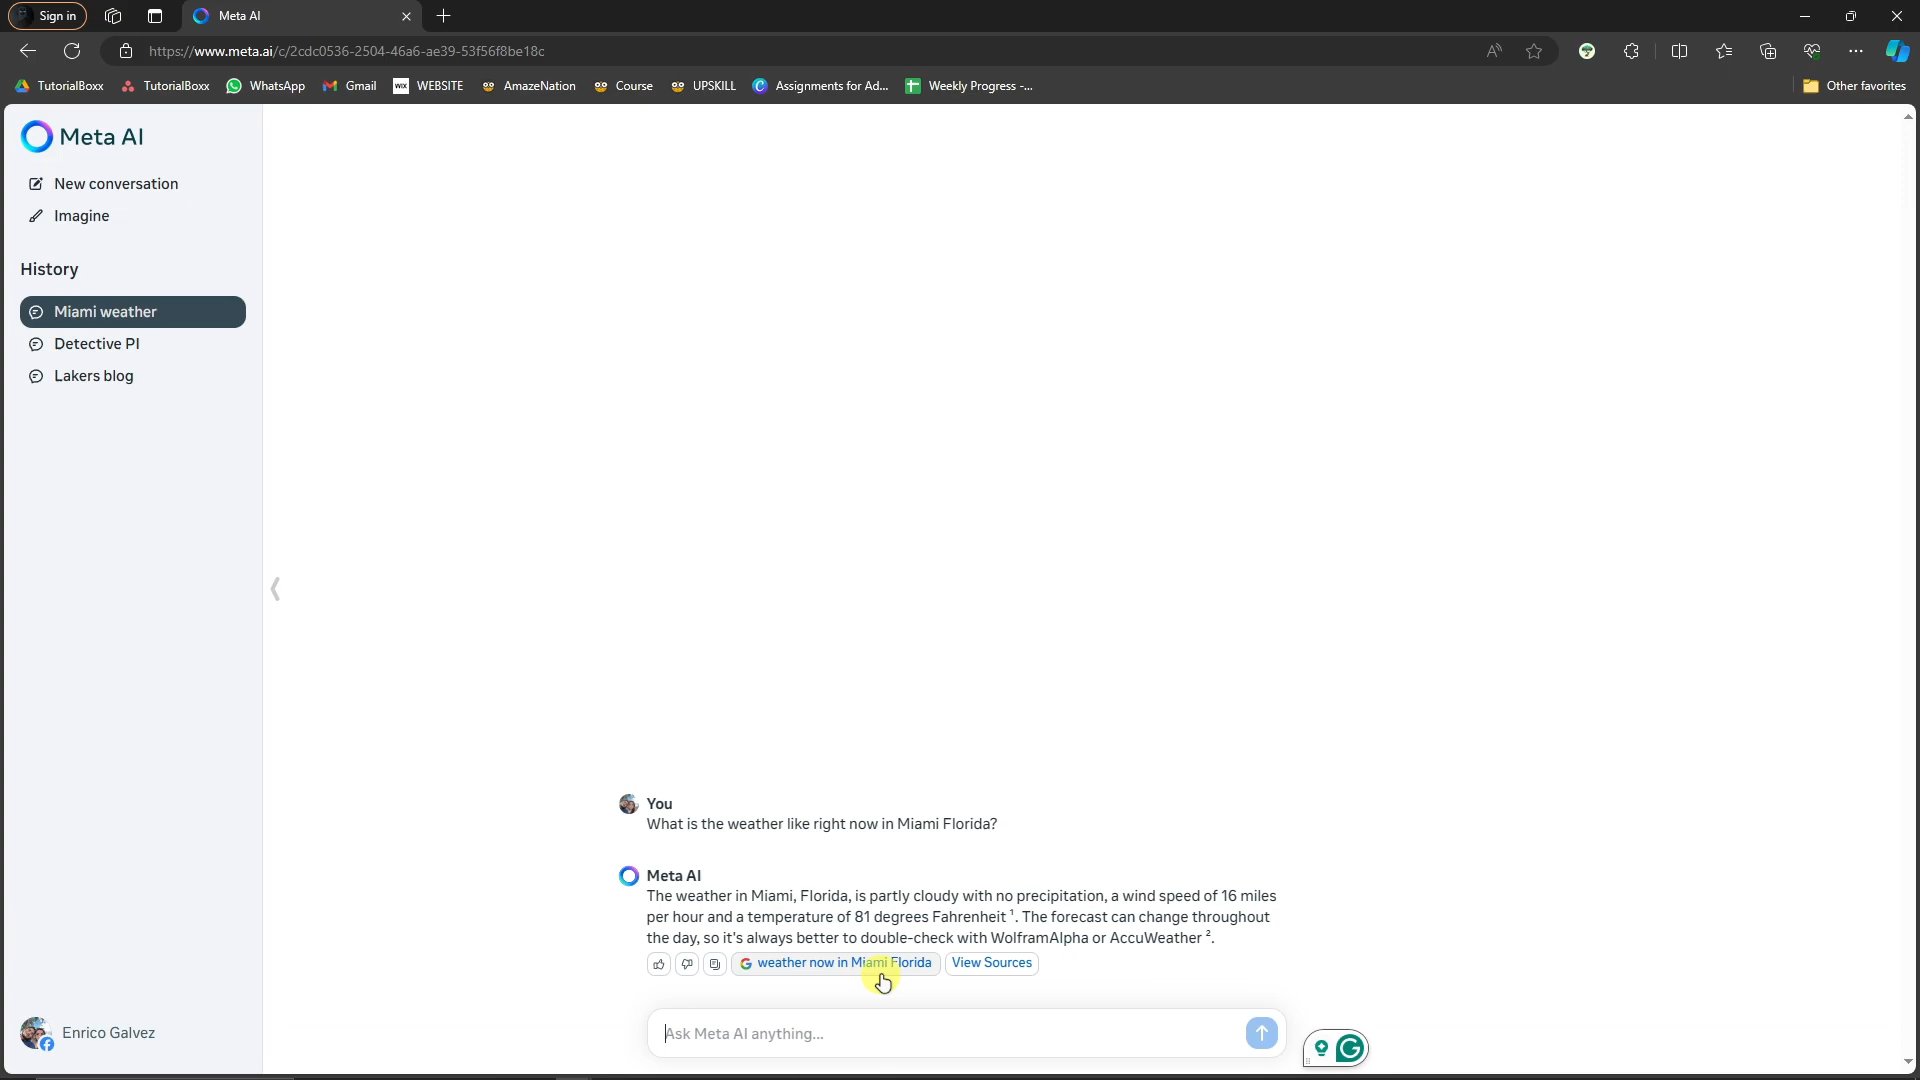 Sign in
Meta AI
https://www.meta.ai/c/2cdc0536-2504-46a6-ae39-53f56f8be18c
TutorialBoxx
TutorialBoxx
WhatsApp
Gmail
WIX
WEBSITE
AmazeNation
Course
UPSKILL
Assignments for Ad...
Weekly Progress -...
Other favorites
Meta AI
New conversation
Imagine
History
Miami weather
Detective PI
Lakers blog
You
What is the weather like right now in Miami Florida?
Meta AI
The weather in Miami, Florida, is partly cloudy with no precipitation, a wind speed of 16 miles
per hour and a temperature of 81 degrees Fahrenheit ¹. The forecast can change throughout
the day, so it's always better to double-check with WolframAlpha or AccuWeather ².
weather now in Miami Florida
View Sources
Ask Meta AI anything...
Enrico Galvez